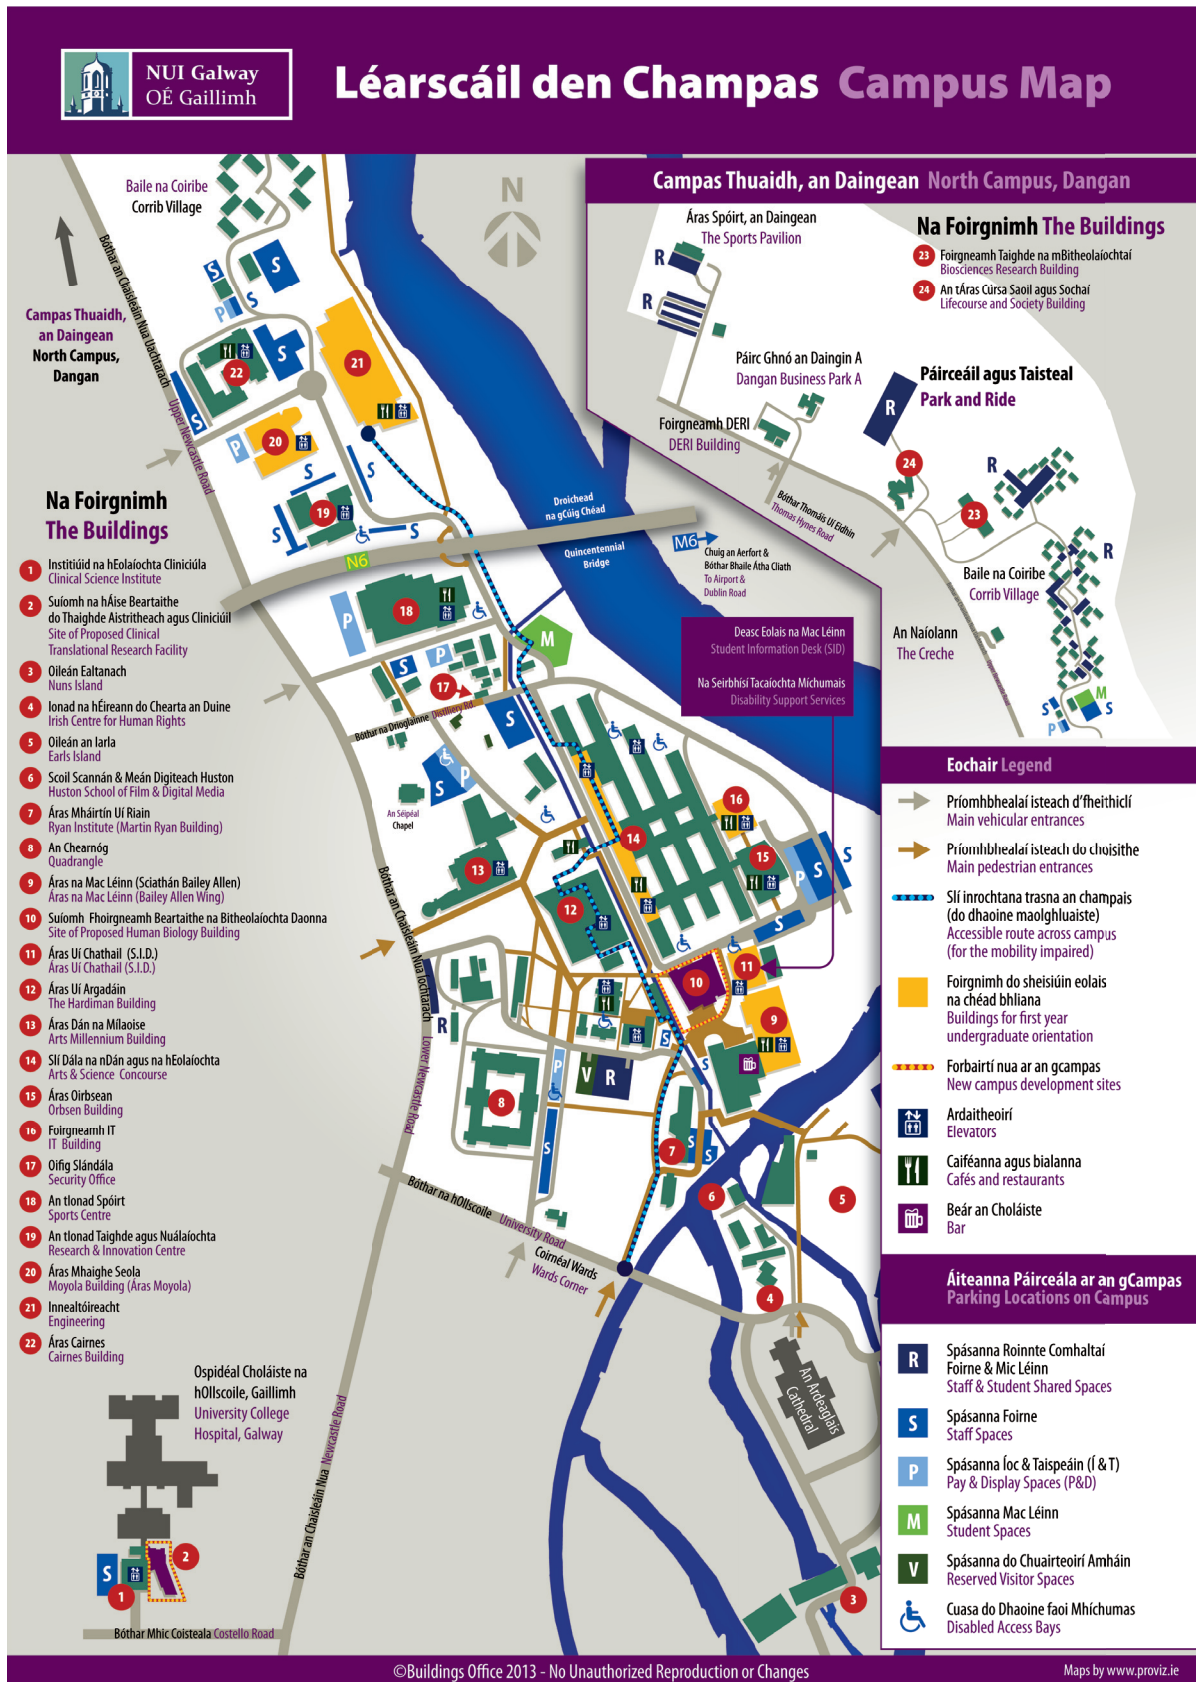 NUI Galway
OÉ Gaillimh
Léarscáil den Champas Campus Map
Baile na Coiribe
Corrib Village
N
Campas Thuaidh,
an Daingean
North Campus,
Dangan
Bóthar an Chaisleáin Nua Uachtarach Upper Newcastle Road
S
S
P
S
S
22
21
S
20
P
S
S
19
S
S
N6
Droichead
na gCúig Chéad
Quincentennial
Bridge
M6
Chuig an Aerfort &
Bóthar Bhaile Átha Cliath
To Airport &
Dublin Road
P
18
M
S
P
17
Bóthar na Drioglainne Distillery Rd.
S
S
P
An Séipéal
Chapel
Deasc Eolais na Mac Léinn
Student Information Desk (SID)
Na Seirbhísí Tacaíochta Míchumais
Disability Support Services
16
14
15
P
S
S
13
12
S
11
10
9
Bóthar an Chaisleáin Nua Íochtarach Lower Newcastle Road
R
S
S
P
V
R
8
S
7
S
S
6
5
Bóthar na hOllscoile University Road
Coirnéal Wards
Wards Corner
4
An Ardeaglais
Cathedral
3
Bóthar an Chaisleáin Nua Newcastle Road
Campas Thuaidh, an Daingean North Campus, Dangan
Áras Spóirt, an Daingean
The Sports Pavilion
R
R
Na Foirgnimh The Buildings
23 Foirgneamh Taighde na mBitheolaíochtaí
Biosciences Research Building
24 An tÁras Cúrsa Saoil agus Sochaí
Lifecourse and Society Building
Páirc Ghnó an Daingin A
Dangan Business Park A
Páirceáil agus Taisteal
Park and Ride
R
Foirgneamh DERI
DERI Building
Bóthar Thomáis Uí Eidhin
Thomas Hynes Road
24
R
23
R
Baile na Coiribe
Corrib Village
An Naíolann
The Creche
M
S
S
P
Na Foirgnimh
The Buildings
1 Institiúid na hEolaíochta Cliniciúla
Clinical Science Institute
2 Suíomh na hÁise Beartaithe
do Thaighde Aistritheach agus Cliniciúil
Site of Proposed Clinical
Translational Research Facility
3 Oileán Ealtanach
Nuns Island
4 Ionad na hÉireann do Chearta an Duine
Irish Centre for Human Rights
5 Oileán an Iarla
Earls Island
6 Scoil Scannán & Meán Digiteach Huston
Huston School of Film & Digital Media
7 Áras Mháirtín Uí Riain
Ryan Institute (Martin Ryan Building)
8 An Chearnóg
Quadrangle
9 Áras na Mac Léinn (Sciathán Bailey Allen)
Áras na Mac Léinn (Bailey Allen Wing)
10 Suíomh Fhoirgneamh Beartaithe na Bitheolaíochta Daonna
Site of Proposed Human Biology Building
11 Áras Uí Chathail (S.I.D.)
Áras Uí Chathail (S.I.D.)
12 Áras Uí Argadáin
The Hardiman Building
13 Áras Dán na Mílaoise
Arts Millennium Building
14 Slí Dála na nDán agus na hEolaíochta
Arts & Science Concourse
15 Áras Oirbsean
Orbsen Building
16 Foirgneamh IT
IT Building
17 Oifig Slándála
Security Office
18 An tIonad Spóirt
Sports Centre
19 An tIonad Taighde agus Nuálaíochta
Research & Innovation Centre
20 Áras Mhaighe Seola
Moyola Building (Áras Moyola)
21 Innealtóireacht
Engineering
22 Áras Cairnes
Cairnes Building
Ospidéal Choláiste na
hOllscoile, Gaillimh
University College
Hospital, Galway
S
1
2
Bóthar Mhic Coisteala Costello Road
Eochair Legend
Príomhbhealaí isteach d'fheithiclí
Main vehicular entrances
Príomhbhealaí isteach do choisithe
Main pedestrian entrances
Slí inrochtana trasna an champais
(do dhaoine maolghluaiste)
Accessible route across campus
(for the mobility impaired)
Foirgnimh do sheisiúin eolais
na chéad bhliana
Buildings for first year
undergraduate orientation
Forbairtí nua ar an gcampas
New campus development sites
Ardaitheoirí
Elevators
Caiféanna agus bialanna
Cafés and restaurants
Beár an Choláiste
Bar
Áiteanna Páirceála ar an gCampas
Parking Locations on Campus
R Spásanna Roinnte Comhaltaí
Foirne & Mic Léinn
Staff & Student Shared Spaces
S Spásanna Foirne
Staff Spaces
P Spásanna Íoc & Taispeáin (Í & T)
Pay & Display Spaces (P&D)
M Spásanna Mac Léinn
Student Spaces
V Spásanna do Chuairteoirí Amháin
Reserved Visitor Spaces
Cuasa do Dhaoine faoi Mhíchumas
Disabled Access Bays
©Buildings Office 2013 - No Unauthorized Reproduction or Changes
Maps by www.proviz.ie